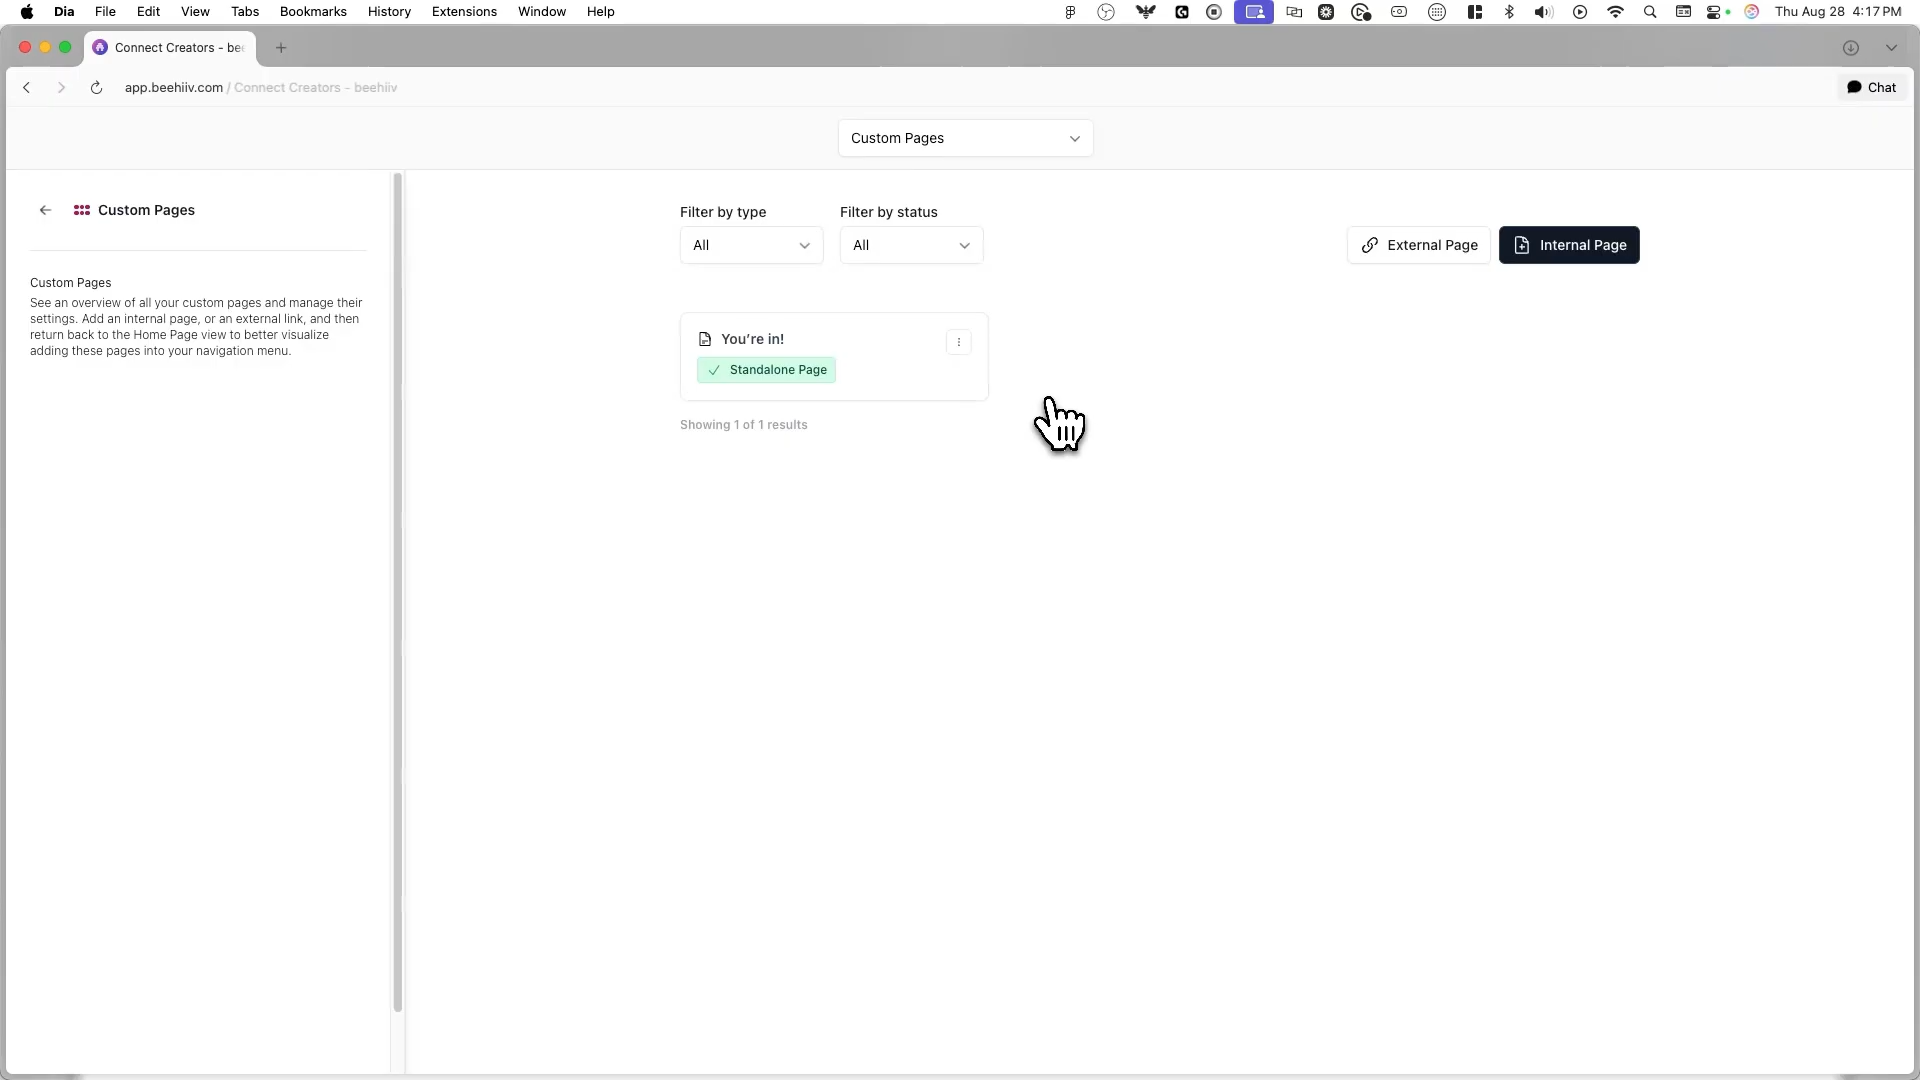 Dia File Edit View Tabs Bookmarks History Extensions Window Help
Thu Aug 28 4:17 PM
Connect Creators - bee
app.beehiiv.com / Connect Creators - beehiiv
Chat
Custom Pages
Custom Pages
Custom Pages
See an overview of all your custom pages and manage their
settings. Add an internal page, or an external link, and then
return back to the Home Page view to better visualize
adding these pages into your navigation menu.
Filter by type
Filter by status
All
All
External Page
Internal Page
You're in!
Standalone Page
Showing 1 of 1 results